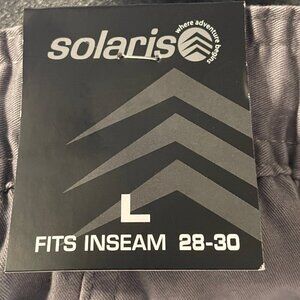 solaris
where adventure begins
L
FITS INSEAM 28-30